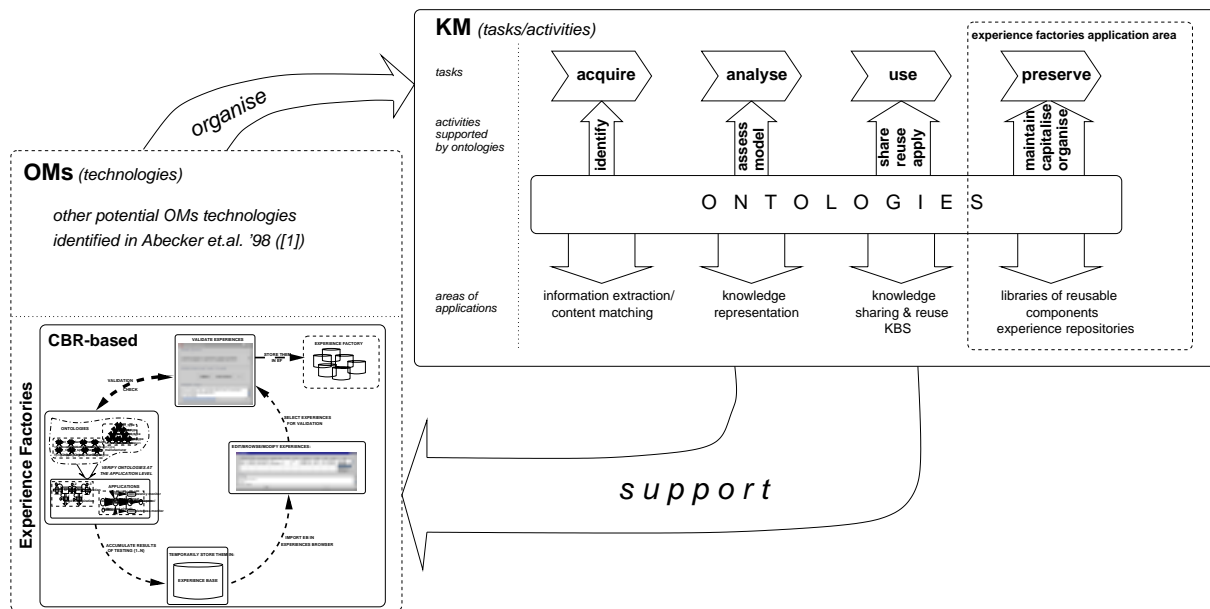 KM (tasks/activities)
experience factories application area
tasks
acquire
analyse
use
preserve
organise
activities
supported
by ontologies
identify
assess
model
share
reuse
apply
maintain
capitalise
organise
ONTOLOGIES
areas of
applications
information extraction/
content matching
knowledge
representation
knowledge
sharing & reuse
KBS
libraries of reusable
components
experience repositories
OMs (technologies)
other potential OMs technologies
identified in Abecker et.al. '98 ([1])
Experience Factories
CBR-based
VALIDATE EXPERIENCES
STORE THEM
IN EF
EXPERIENCE FACTORY
VALIDATION
CHECK
SELECT EXPERIENCES
FOR VALIDATION
ONTOLOGIES
EDIT/BROWSE/MODIFY EXPERIENCES:
VERIFY ONTOLOGIES AT
THE APPLICATION LEVEL
APPLICATIONS
ACCUMULATE RESULTS
OF TESTING (1..N)
IMPORT EB IN
EXPERIENCES BROWSER
TEMPORARILY STORE THEM IN:
EXPERIENCE BASE
support